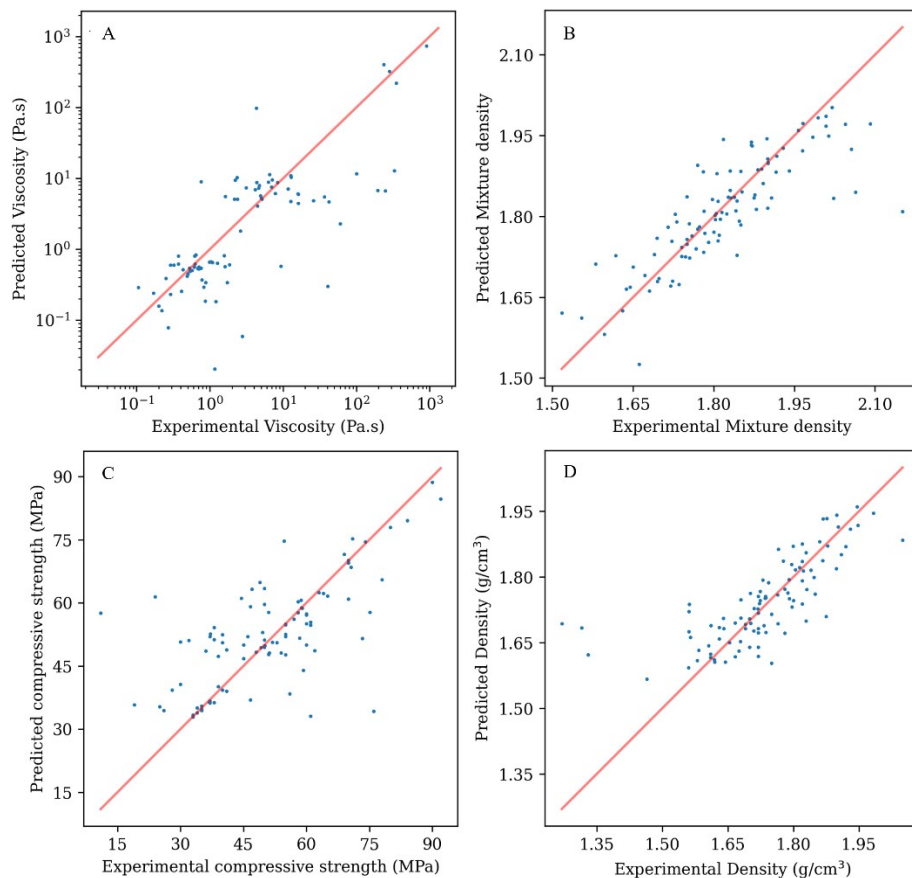 A
10³
10²
10¹
10⁰
10⁻¹
Predicted Viscosity (Pa.s)
10⁻¹ 10⁰ 10¹ 10² 10³
Experimental Viscosity (Pa.s)
B
2.10
1.95
1.80
1.65
1.50
Predicted Mixture density
1.50 1.65 1.80 1.95 2.10
Experimental Mixture density
C
90
75
60
45
30
15
Predicted compressive strength (MPa)
15 30 45 60 75 90
Experimental compressive strength (MPa)
D
1.95
1.80
1.65
1.50
1.35
Predicted Density (g/cm³)
1.35 1.50 1.65 1.80 1.95
Experimental Density (g/cm³)